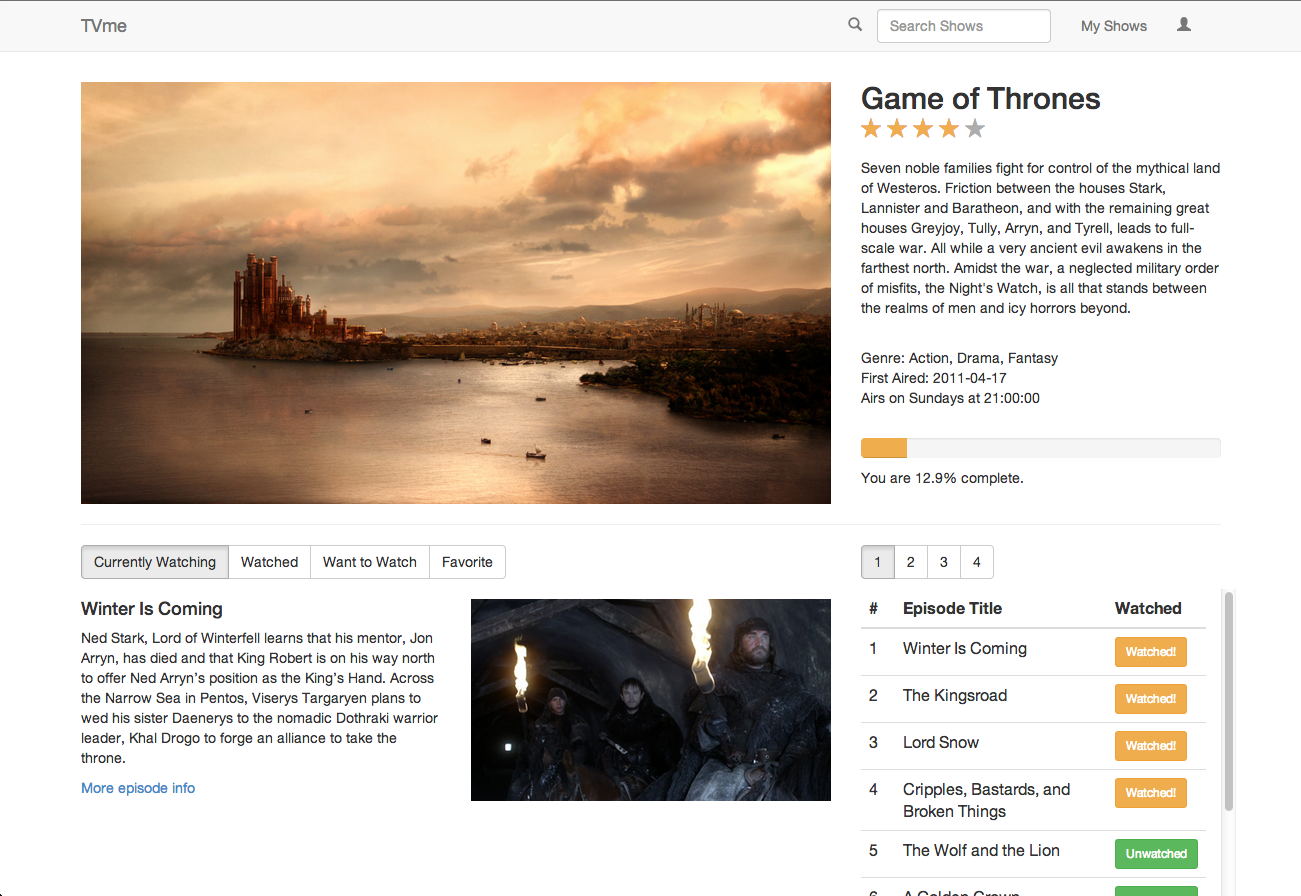 TVme
Search Shows
My Shows
Game of Thrones
Seven noble families fight for control of the mythical land
of Westeros. Friction between the houses Stark,
Lannister and Baratheon, and with the remaining great
houses Greyjoy, Tully, Arryn, and Tyrell, leads to full-
scale war. All while a very ancient evil awakens in the
farthest north. Amidst the war, a neglected military order
of misfits, the Night's Watch, is all that stands between
the realms of men and icy horrors beyond.
Genre: Action, Drama, Fantasy
First Aired: 2011-04-17
Airs on Sundays at 21:00:00
You are 12.9% complete.
Currently Watching Watched Want to Watch Favorite
Winter Is Coming
Ned Stark, Lord of Winterfell learns that his mentor, Jon
Arryn, has died and that King Robert is on his way north
to offer Ned Arryn’s position as the King’s Hand. Across
the Narrow Sea in Pentos, Viserys Targaryen plans to
wed his sister Daenerys to the nomadic Dothraki warrior
leader, Khal Drogo to forge an alliance to take the
throne.
More episode info
1 2 3 4
# Episode Title Watched
1 Winter Is Coming Watched!
2 The Kingsroad Watched!
3 Lord Snow Watched!
4 Cripples, Bastards, and Watched!
Broken Things
5 The Wolf and the Lion Unwatched
6 A Golden Crown